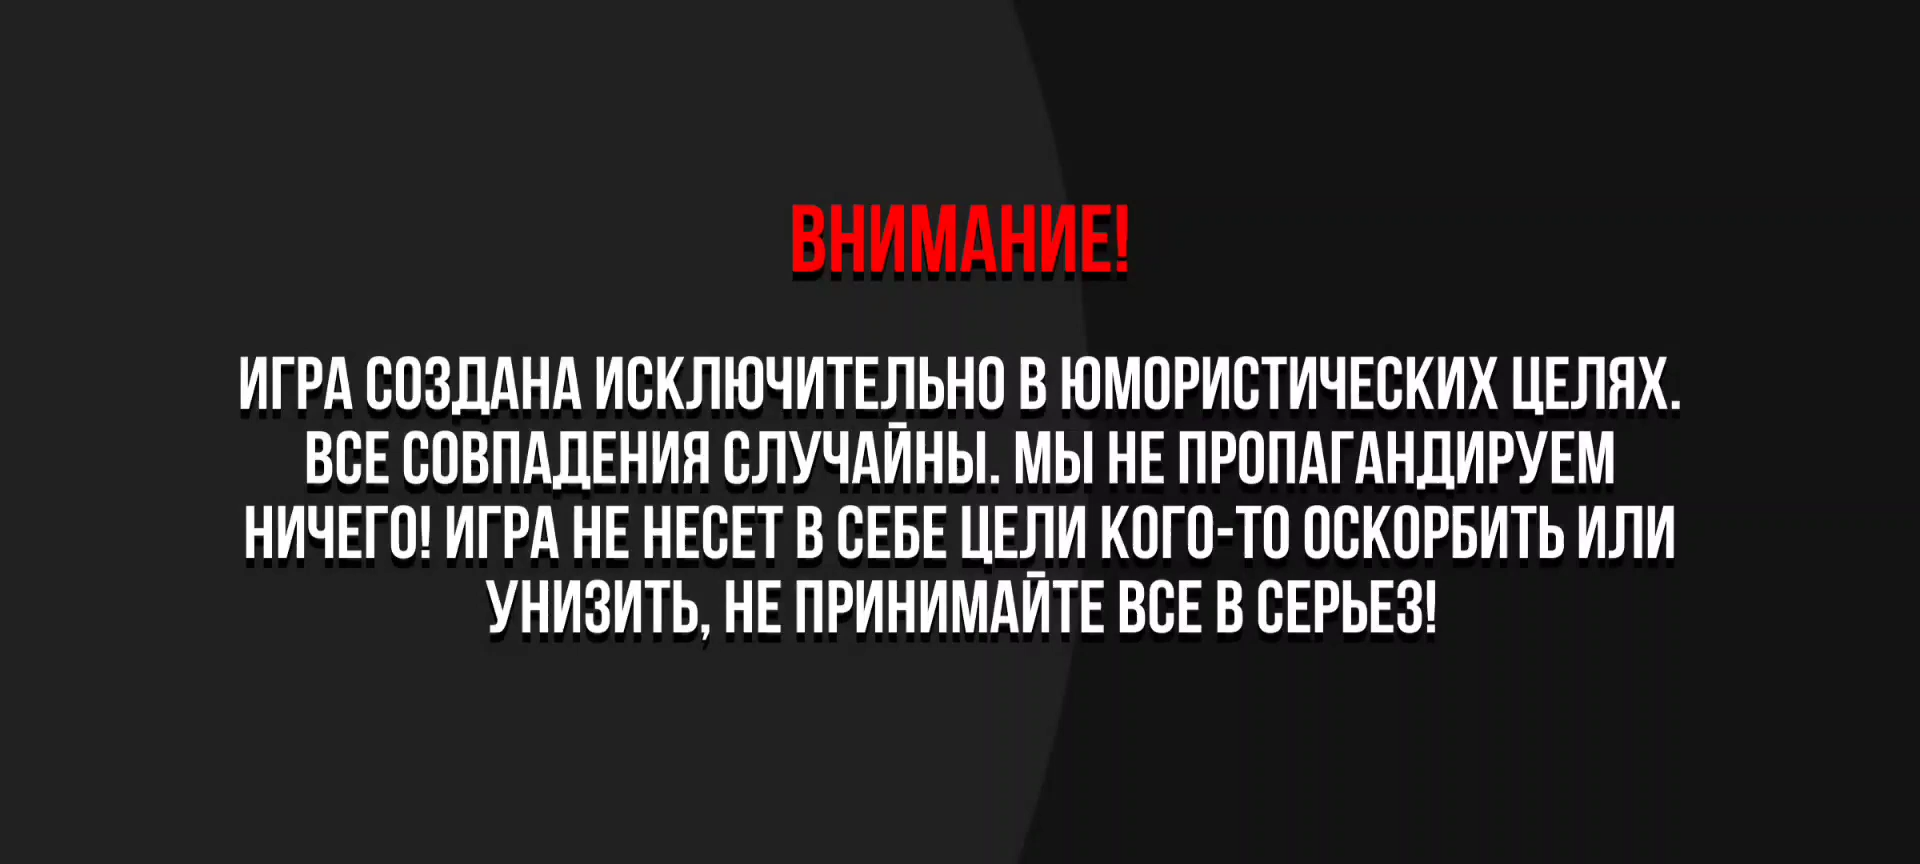 ВНИМАНИЕ!
ИГРА СОЗДАНА ИСКЛЮЧИТЕЛЬНО В ЮМОРИСТИЧЕСКИХ ЦЕЛЯХ.
ВСЕ СОВПАДЕНИЯ СЛУЧАЙНЫ. МЫ НЕ ПРОПАГАНДИРУЕМ
НИЧЕГО! ИГРА НЕ НЕСЕТ В СЕБЕ ЦЕЛИ КОГО-ТО ОСКОРБИТЬ ИЛИ
УНИЗИТЬ, НЕ ПРИНИМАЙТЕ ВСЕ В СЕРЬЕЗ!